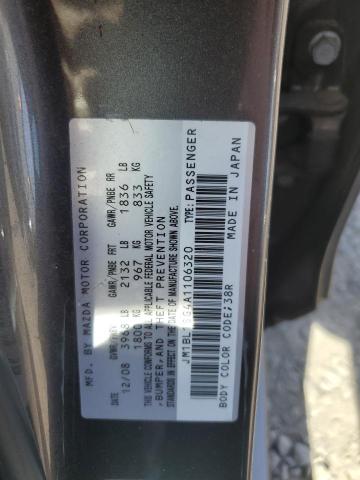 MFD. BY MAZDA MOTOR CORPORATION
DATE GAWR/PNBE FRT GAWR/PNBE RR
12/08 3968 LB 2132 LB 1836 LB
1800 KG 967 KG 833 KG
THIS VEHICLE CONFORMS TO ALL APPLICABLE FEDERAL MOTOR VEHICLE SAFETY
,BUMPER,AND THEFT PREVENTION
STANDARDS IN EFFECT ON THE DATE OF MANUFACTURE SHOWN ABOVE.
TYPE:PASSENGER
MADE IN JAPAN
BODY COLOR CODE;38R